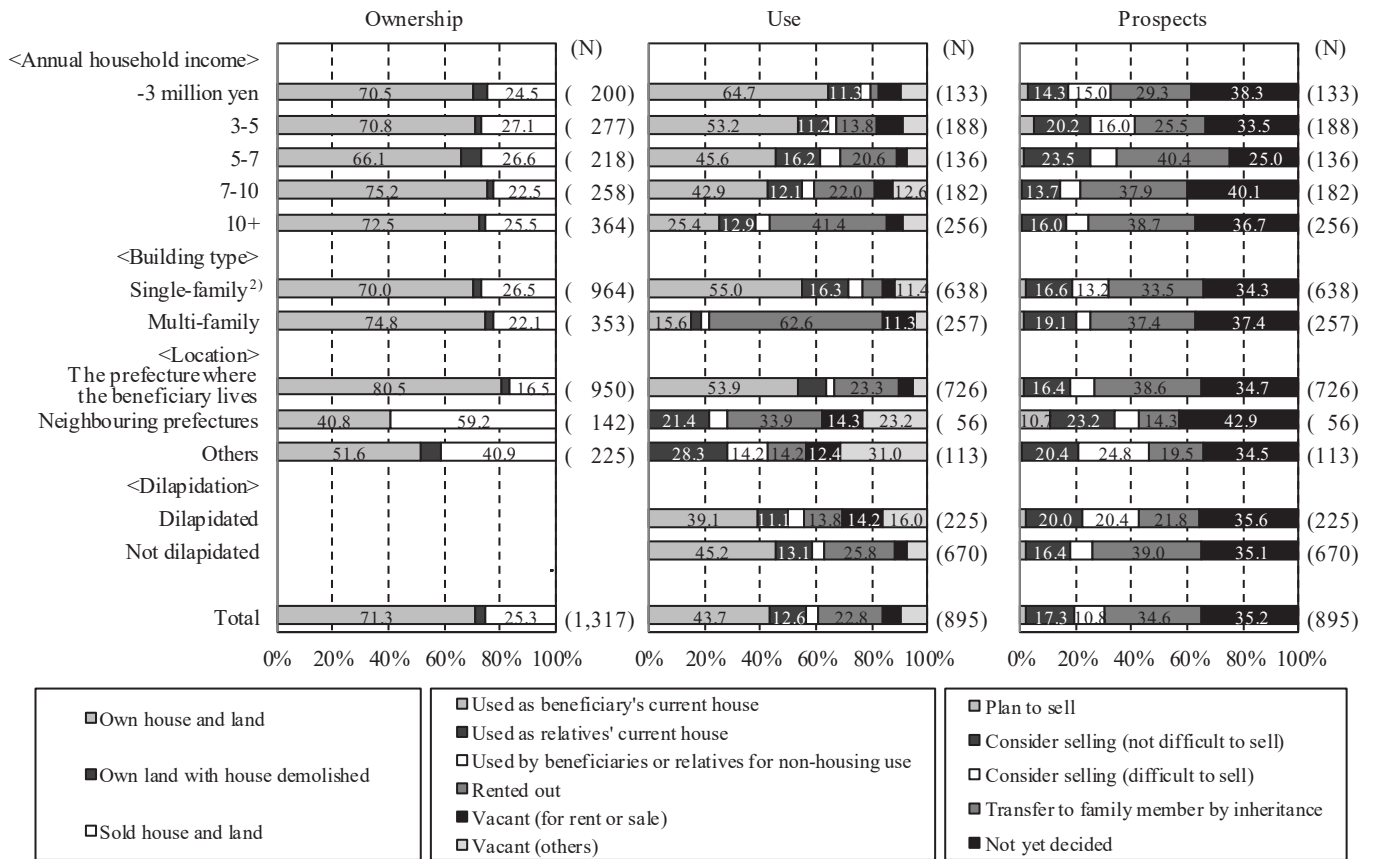 Ownership Use Prospects
(N) (N) (N)
<Annual household income>
-3 million yen 70.5 24.5 ( 200) 64.7 11.3 (133) 14.3 15.0 29.3 38.3 (133)
3-5 70.8 27.1 ( 277) 53.2 11.2 13.8 (188) 20.2 16.0 25.5 33.5 (188)
5-7 66.1 26.6 ( 218) 45.6 16.2 20.6 (136) 23.5 40.4 25.0 (136)
7-10 75.2 22.5 ( 258) 42.9 12.1 22.0 12.6 (182) 13.7 37.9 40.1 (182)
10+ 72.5 25.5 ( 364) 25.4 12.9 41.4 (256) 16.0 38.7 36.7 (256)
<Building type>
Single-family2) 70.0 26.5 ( 964) 55.0 16.3 11.4 (638) 16.6 13.2 33.5 34.3 (638)
Multi-family 74.8 22.1 ( 353) 15.6 62.6 11.3 (257) 19.1 37.4 37.4 (257)
<Location>
The prefecture where
the beneficiary lives 80.5 16.5 ( 950) 53.9 23.3 (726) 16.4 38.6 34.7 (726)
Neighbouring prefectures 40.8 59.2 ( 142) 21.4 33.9 14.3 23.2 ( 56) 10.7 23.2 14.3 42.9 ( 56)
Others 51.6 40.9 ( 225) 28.3 14.2 14.2 12.4 31.0 (113) 20.4 24.8 19.5 34.5 (113)
<Dilapidation>
Dilapidated 39.1 11.1 13.8 14.2 16.0 (225) 20.0 20.4 21.8 35.6 (225)
Not dilapidated 45.2 13.1 25.8 (670) 16.4 39.0 35.1 (670)
Total 71.3 25.3 (1,317) 43.7 12.6 22.8 (895) 17.3 10.8 34.6 35.2 (895)
0% 20% 40% 60% 80% 100% 0% 20% 40% 60% 80% 100% 0% 20% 40% 60% 80% 100%
Own house and land
Own land with house demolished
Sold house and land
Used as beneficiary's current house
Used as relatives' current house
Used by beneficiaries or relatives for non-housing use
Rented out
Vacant (for rent or sale)
Vacant (others)
Plan to sell
Consider selling (not difficult to sell)
Consider selling (difficult to sell)
Transfer to family member by inheritance
Not yet decided